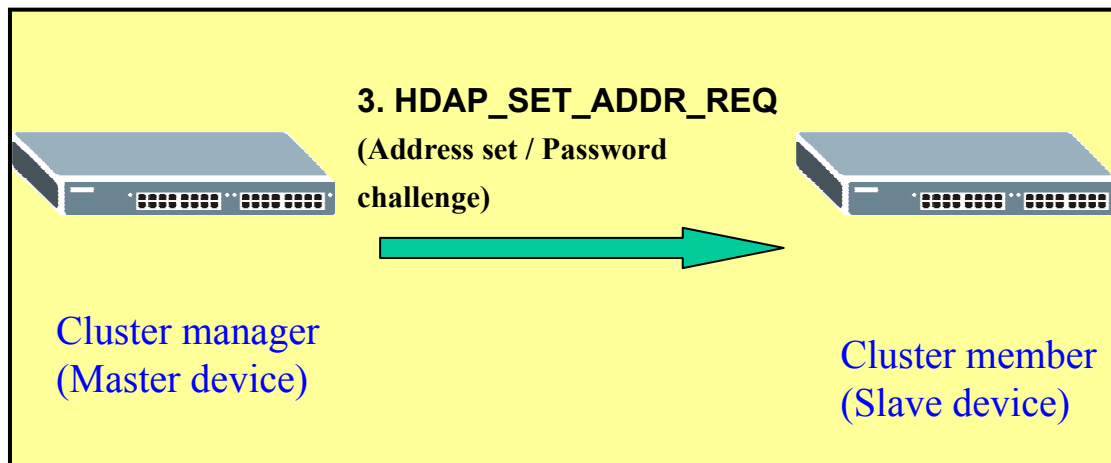 3. HDAP_SET_ADDR_REQ
(Address set / Password
challenge)
Cluster manager
(Master device)
Cluster member
(Slave device)